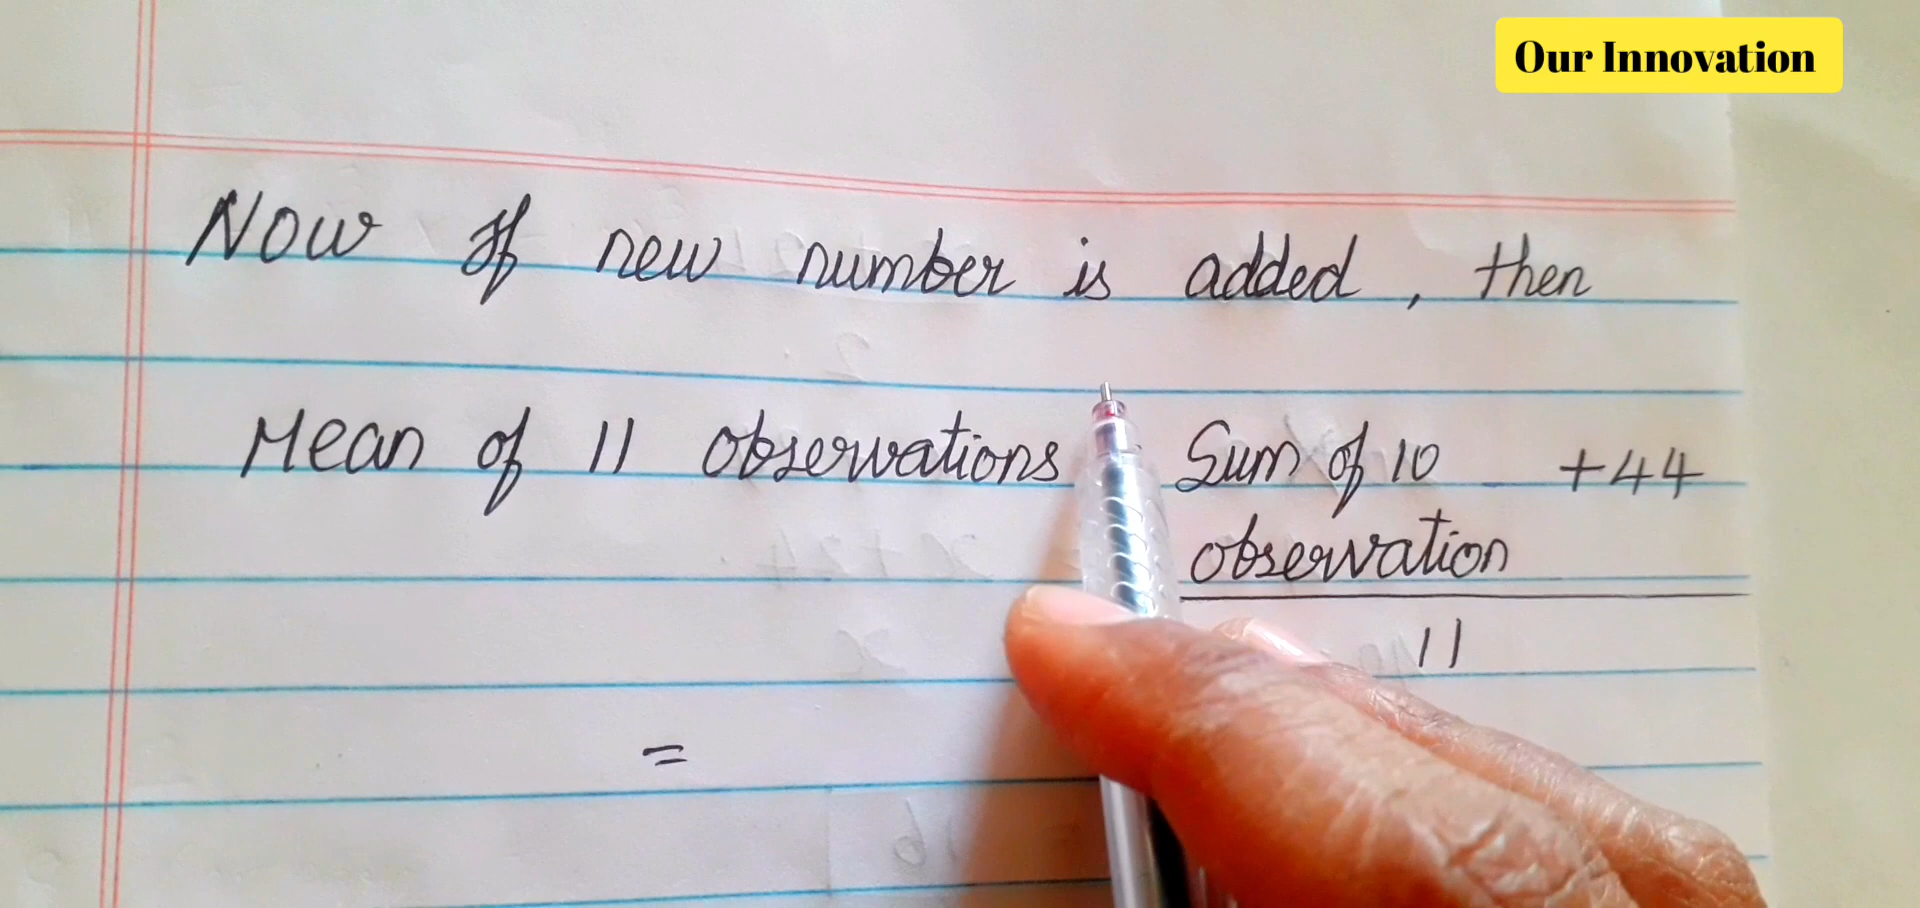 Our Innovation
Now if new number is added, then
Mean of 11 observations Sum of 10 +44
observation
11
=